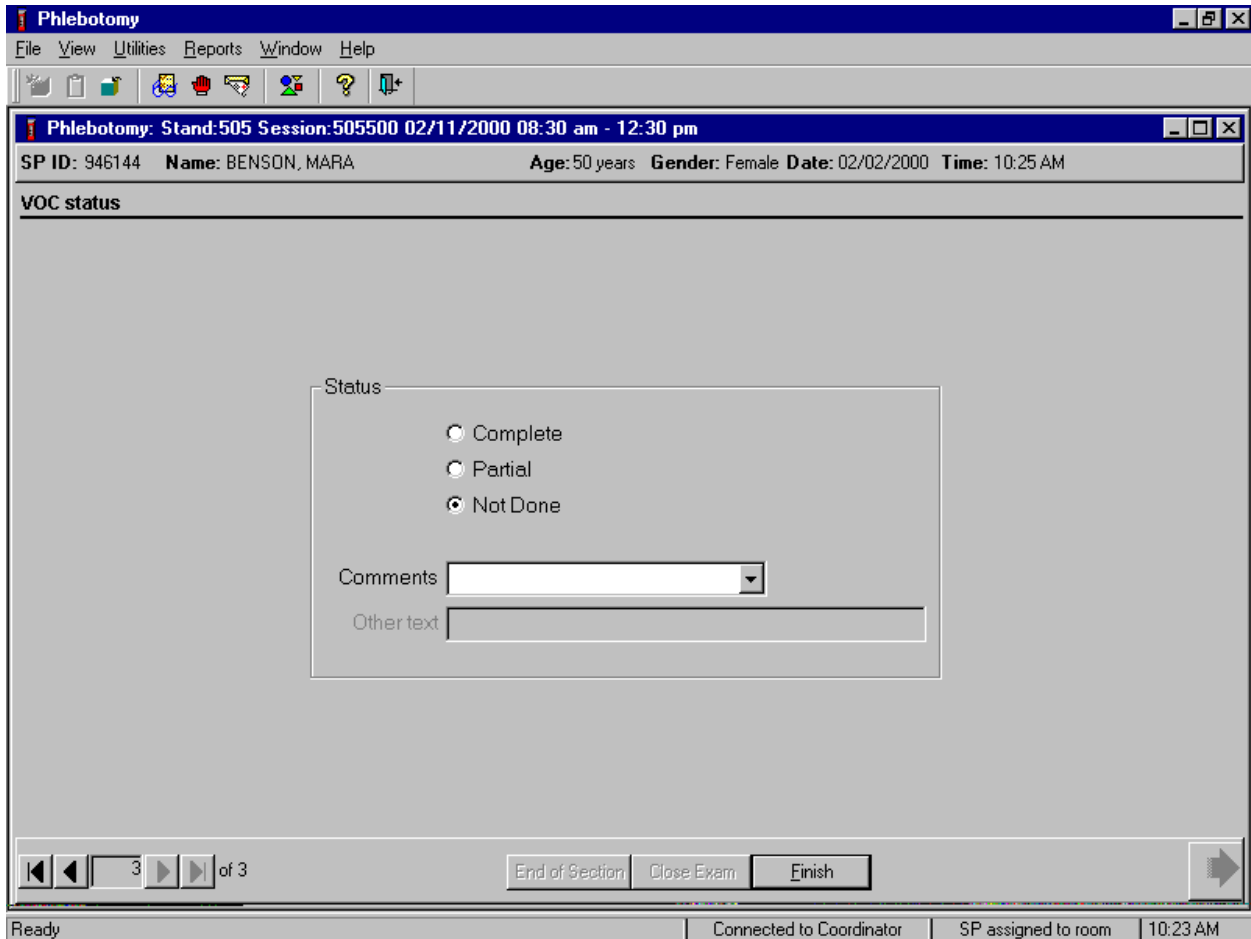 Phlebotomy
File View Utilities Reports Window Help
Phlebotomy: Stand:505 Session:505500 02/11/2000 08:30 am - 12:30 pm
SP ID: 946144 Name: BENSON, MARA Age: 50 years Gender: Female Date: 02/02/2000 Time: 10:25 AM
VOC status
Status
Complete
Partial
Not Done
Comments
Other text
3 of 3 End of Section Close Exam Finish
Ready Connected to Coordinator SP assigned to room 10:23 AM